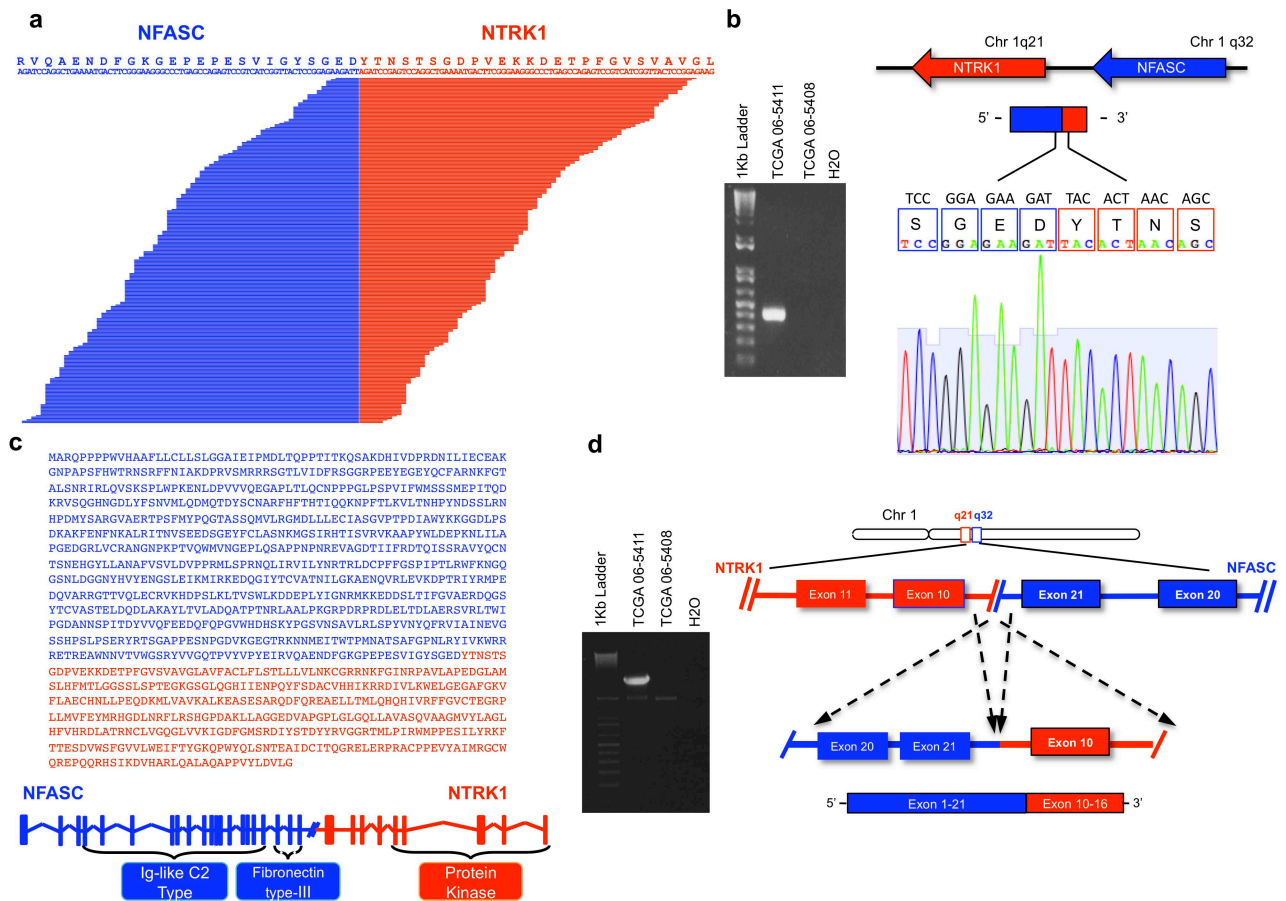 a
NFASC
NTRK1
R V Q A E N D F G K G E P E S V I G Y S G E D Y T N S T S G D P V E K K D E T P F G V S V A V G L
b
Chr 1q21
Chr 1 q32
NTRK1
NFASC
5' -
- 3'
1Kb Ladder
TCGA 06-5411
TCGA 06-5408
H2O
TCC GGA GAA GAT TAC ACT AAC AGC
S G E D Y T N S
T C C G G A G A A G A T T A C A C T A A C A G C
c
MARQPPPPWVHAAFLLCLLSLGGAIEIPMDLTQPPTITKQSAKDHIVDPRDNILIECEAK
GNPAPSFHWTRNSRFFNIAKDPRVSMRRRSGTLVIDFRSGGRPEEYEGEYQCFARNKFGT
ALSNRIRLQVSKSPLWPKENLDPVVVQEGAPLTLQCNPPPGLPSPVIFWMSSSMEPITQD
KRVSQGHNGDLYFSNVMLQDMQTDYSCNARFHFTHTIQQKNPFTLKVLTNHPYNDSSLRN
HPDMYSARGVAERTPSFMYPQGTASSQMVLRGMDLLLECIASGVPTPDIAWYKKGGDLPS
DKAKFENFNKALRITNVSEEDSGEYFCLASNKMGSIRHTISVRVKAAPYWLDEPKNLILA
PGEDGRLVCRANGNPKPTVQWMVNGEPLQSAPPNPNREVAGDTIIFRDTQISSRAVYQCN
TSNEHGYLLANAFVSVLDVPPRMLSPRNQLIRVILYNRTRLDCPFFGSPIPTLRWFKNGQ
GSNLDGGNYHVYENGSLEIKMIRKEDQGIYTCVATNILGKAENQVRLEVKDPTRIYRMPE
DQVARRGTTVQLECRVKHDPSLKLTVSWLKDDEPLYIGNRMKKEDDSLTIFGVAERDQGS
YTCVASTELDQDLAKAYLTVLADQATPTNRLAALPKGRPDRPRDLELTDLAERSVRLTWI
PGDANNSPITDYVVQFEEDQFQPGVWHDHSKYPGSVNSAVLRLSPYVNYQFRVIAINEVG
SSHPSLPSERYRTSGAPPESNPGDVKGEGTRKNNMEITWTPMNATSAFGPNLRYIVKWRR
RETREAWNNVTVWGSRYVVGQTPVYVPYEIRVQAENDFGKGPEPESVIGYSGEDYTNSTS
GDPVEKKDETPFGVSVAVGLAVFACLFLSTLLLVLNKCGRRNKFGINRPAVLAPEDGLAM
SLHFMTLGGSSLSPTEGKGSGLQGHIIENPQYFSDACVHHIKRRDIVLKWELGEGAFGKV
FLAECHNLLPEQDKMLVAVKALKEASESARQDFQREAELLTMLQHQHIVRFFGVCTEGRP
LLMVFEYMRHGDLNRFLRSHGPDAKLLAGGEDVAPGPLGLGQLLAVASQVAAGMVYLAGL
HFVHRDLATRNCLVGQGLVVKIGDFGMSRDIYSTDYYRVGGRTMLPIRWMPPESILYRKF
TTESDVWSFGVVLWEIFTYGKQPWYQLSNTEAIDCITQGRELERPRACPPEVYAIMRGCW
QREPQQRHSIKDVHARLQALAQAPPVYLDVLG
NFASC
NTRK1
Ig-like C2
Type
Fibronectin
type-III
Protein
Kinase
1Kb Ladder
TCGA 06-5411
TCGA 06-5408
H2O
d
Chr 1
q21
q32
NTRK1
NFASC
Exon 11
Exon 10
Exon 21
Exon 20
Exon 20
Exon 21
Exon 10
5'
Exon 1-21
Exon 10-16
3'